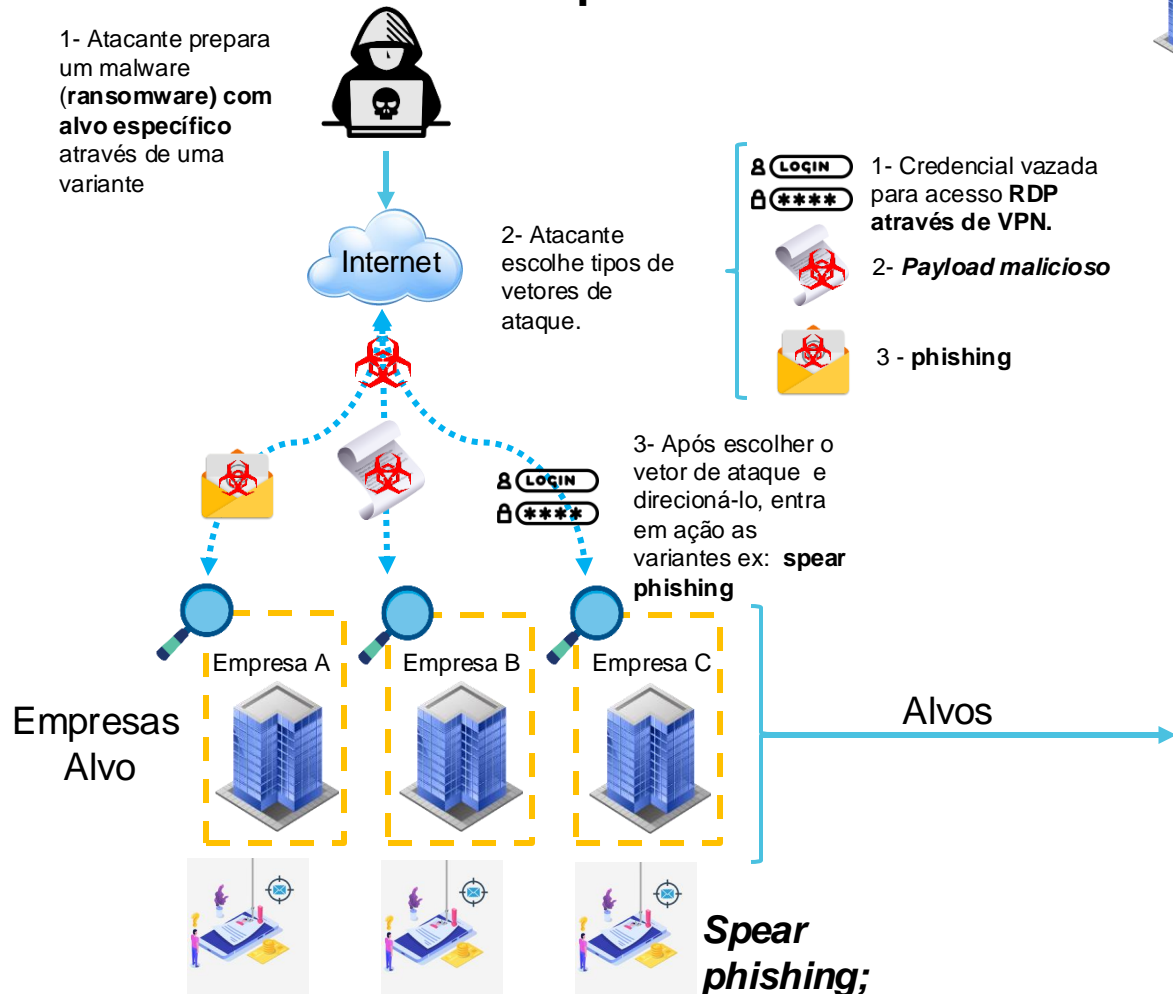 1- Atacante prepara
um malware
(ransomware) com
alvo específico
através de uma
variante
Internet
2- Atacante
escolhe tipos de
vetores de
ataque.
LOGIN
****
1- Credencial vazada
para acesso RDP
através de VPN.
2- Payload malicioso
3 - phishing
LOGIN
****
3- Após escolher o
vetor de ataque e
direcioná-lo, entra
em ação as
variantes ex: spear
phishing
Empresa A
Empresa B
Empresa C
Empresas
Alvo
Alvos
Spear
phishing;